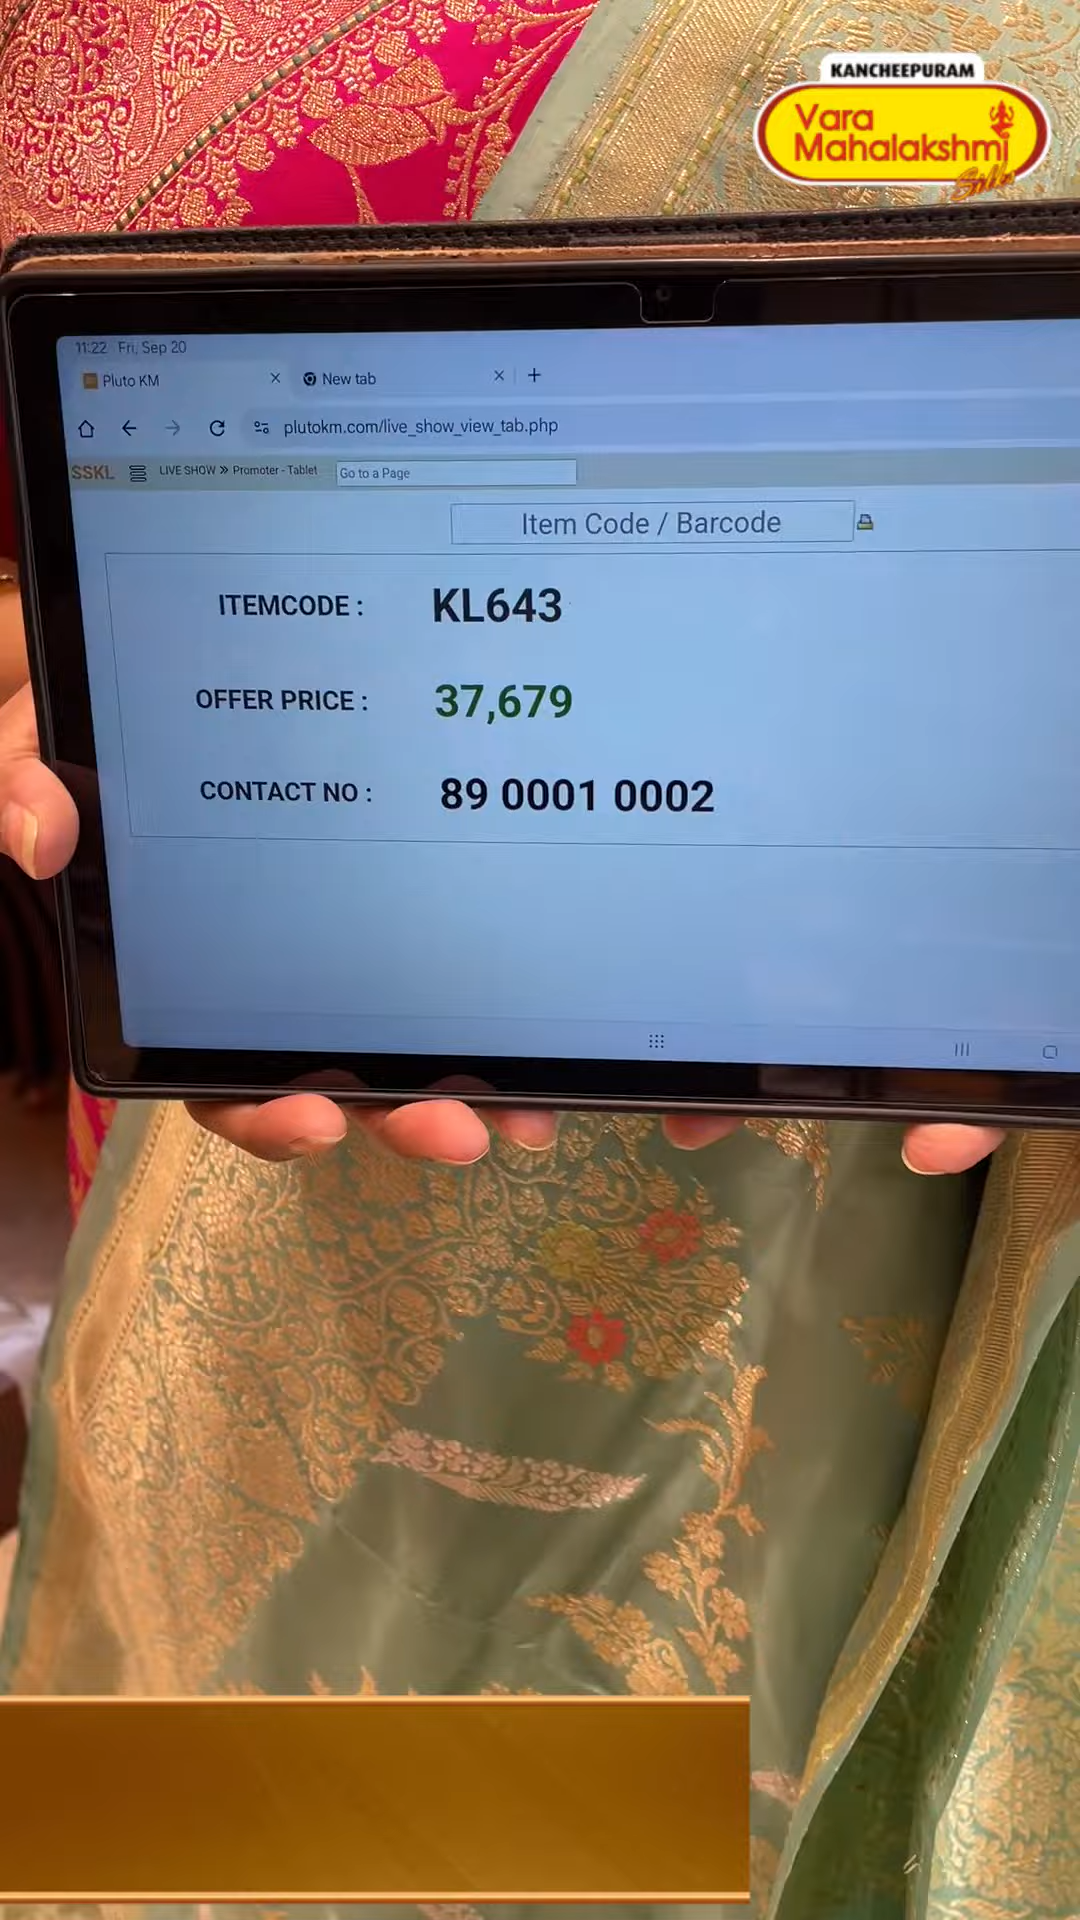 KANCHEEPURAM
Vara
Mahalakshmi
Silks
11:22 Fri, Sep 20
Pluto KM
New tab
plutokm.com/live_show_view_tab.php
SSKL
LIVE SHOW » Promoter - Tablet
Go to a Page
Item Code / Barcode
ITEMCODE : KL643
OFFER PRICE : 37,679
CONTACT NO : 89 0001 0002